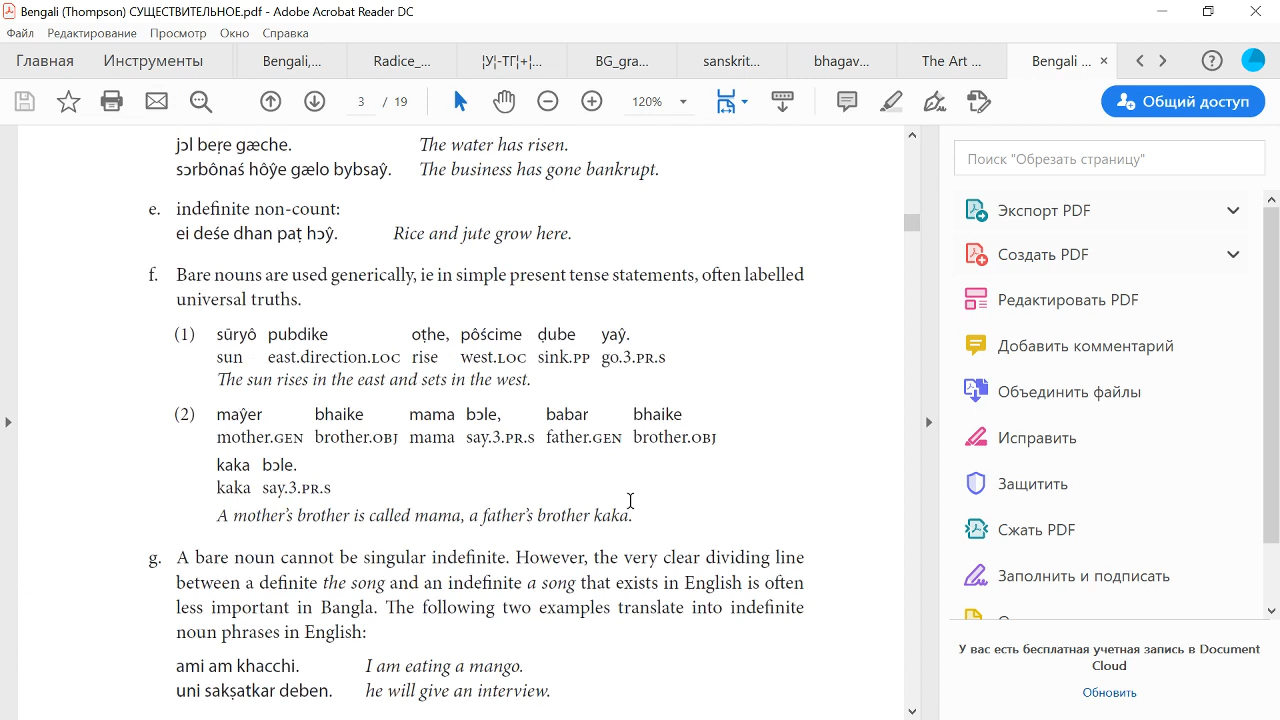 Bengali (Thompson) СУЩЕСТВИТЕЛЬНОЕ.pdf - Adobe Acrobat Reader DC
Файл Редактирование Просмотр Окно Справка
Главная Инструменты Bengali,... Radice_... ¦У¦-ТГ¦+¦... BG_gra... sanskrit... bhagav... The Art ... Bengali ... ×
3 / 19 120% Общий доступ
jɔl beṛe gæche. The water has risen.
sɔrbônaś hôŷe gælo bybsaŷ. The business has gone bankrupt.
e. indefinite non-count:
ei deśe dhan paṭ hɔŷ. Rice and jute grow here.
f. Bare nouns are used generically, ie in simple present tense statements, often labelled
universal truths.
(1) sūryô pubdike oṭhe, pôścime ḍube yaŷ.
sun east.direction.LOC rise west.LOC sink.PP go.3.PR.S
The sun rises in the east and sets in the west.
(2) maŷer bhaike mama bɔle, babar bhaike
mother.GEN brother.OBJ mama say.3.PR.S father.GEN brother.OBJ
kaka bɔle.
kaka say.3.PR.S
A mother's brother is called mama, a father's brother kaka.
g. A bare noun cannot be singular indefinite. However, the very clear dividing line
between a definite the song and an indefinite a song that exists in English is often
less important in Bangla. The following two examples translate into indefinite
noun phrases in English:
ami am khacchi. I am eating a mango.
uni sakṣatkar deben. he will give an interview.
Поиск "Обрезать страницу"
Экспорт PDF
Создать PDF
Редактировать PDF
Добавить комментарий
Объединить файлы
Исправить
Защитить
Сжать PDF
Заполнить и подписать
У вас есть бесплатная учетная запись в Document
Cloud
Обновить